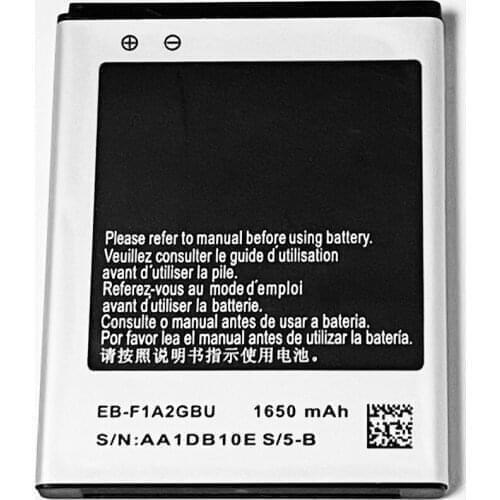 ⊕ ⊖
Please refer to manual before using battery.
Veuillez consulter le guide d'utilisation
avant d'utiliser la pile.
Referez-vous au mode d'emploi
avant d'utiliser la batterie.
Consulte o manual antes de usar a bateria.
Por favor lea el manual antes de utilizar la batería.
请按照说明书指示使用电池。
EB-F1A2GBU 1650 mAh
S/N:AA1DB10E S/5-B